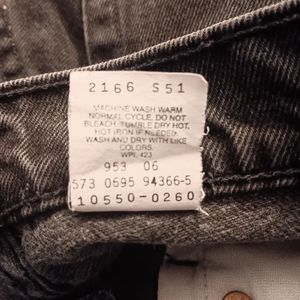 2166 S51
MACHINE WASH WARM
NORMAL CYCLE. DO NOT
BLEACH. TUMBLE DRY HOT,
HOT IRON IF NEEDED.
WASH AND DRY WITH LIKE
COLORS.
WPL 423
953 06
573 0595 94366-5
10550-0260